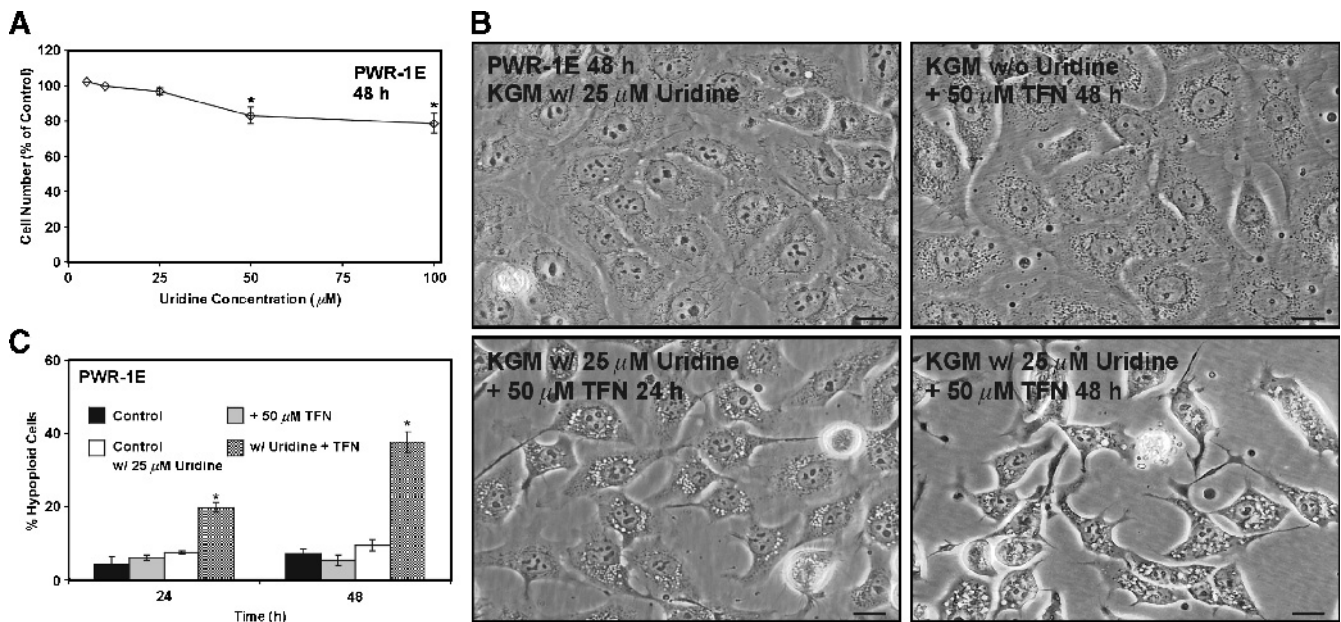 A
120
100
80
60
40
20
0
Cell Number (% of Control)
PWR-1E
48 h
*
*
0
25
50
75
100
Uridine Concentration (μM)
B
PWR-1E 48 h
KGM w/ 25 μM Uridine
KGM w/o Uridine
+ 50 μM TFN 48 h
KGM w/ 25 μM Uridine
+ 50 μM TFN 24 h
KGM w/ 25 μM Uridine
+ 50 μM TFN 48 h
C
60
40
20
0
% Hypoploid Cells
PWR-1E
Control
+ 50 μM TFN
Control
w/ 25 μM Uridine
w/ Uridine + TFN
*
*
24
48
Time (h)